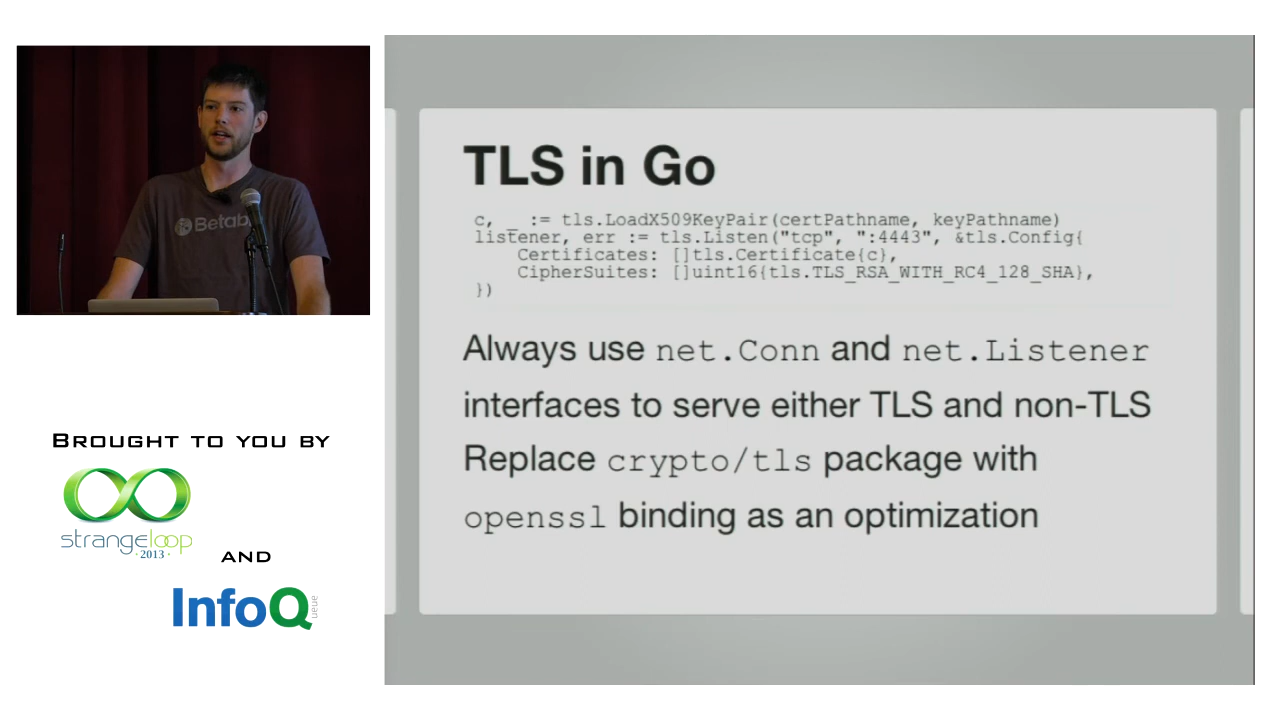 Betab
BROUGHT TO YOU BY
strangeloop
· 2013 ·
AND
InfoQ
TLS in Go
c, _ := tls.LoadX509KeyPair(certPathname, keyPathname)
listener, err := tls.Listen("tcp", ":4443", &tls.Config{
Certificates: []tls.Certificate{c},
CipherSuites: []uint16{tls.TLS_RSA_WITH_RC4_128_SHA},
})
Always use net.Conn and net.Listener
interfaces to serve either TLS and non-TLS
Replace crypto/tls package with
openssl binding as an optimization